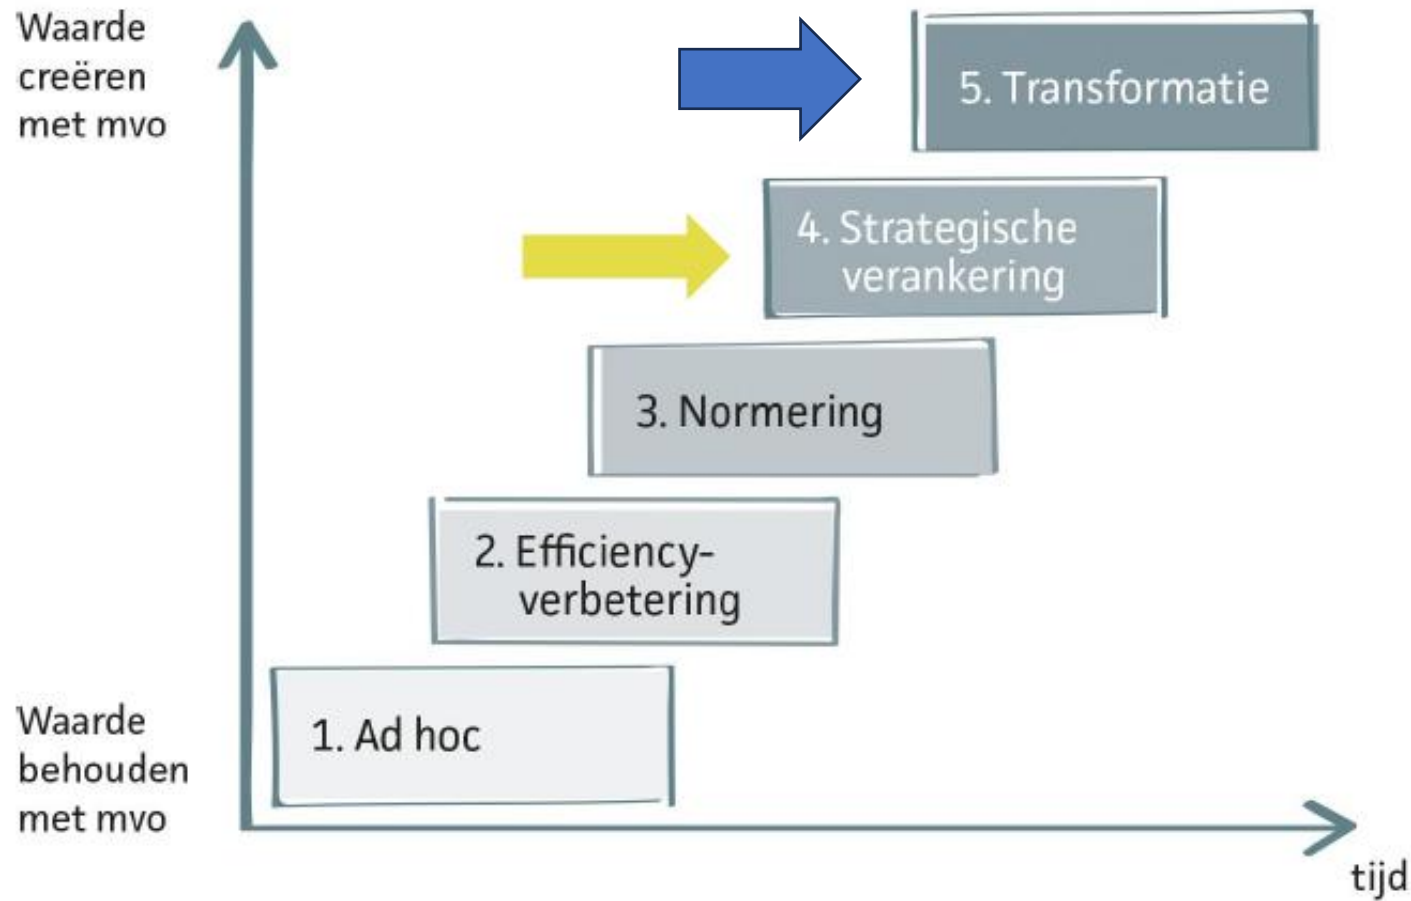 Waarde
creëren
met mvo
5. Transformatie
4. Strategische
verankering
3. Normering
2. Efficiency-
verbetering
1. Ad hoc
Waarde
behouden
met mvo
tijd